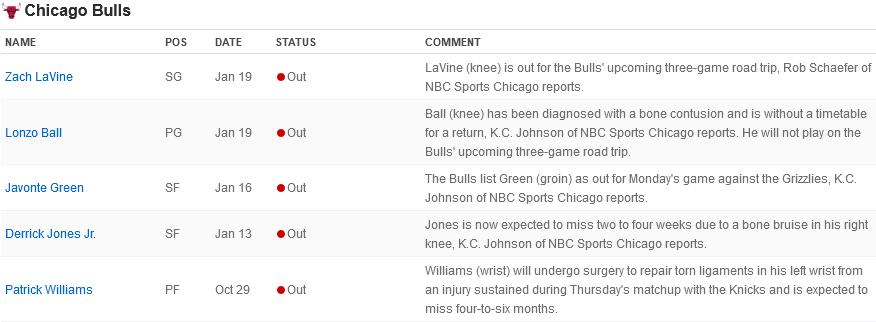 Chicago Bulls
NAME POS DATE STATUS COMMENT
Zach LaVine SG Jan 19 Out LaVine (knee) is out for the Bulls' upcoming three-game road trip, Rob Schaefer of
NBC Sports Chicago reports.
Lonzo Ball PG Jan 19 Out Ball (knee) has been diagnosed with a bone contusion and is without a timetable
for a return, K.C. Johnson of NBC Sports Chicago reports. He will not play on the
Bulls' upcoming three-game road trip.
Javonte Green SF Jan 16 Out The Bulls list Green (groin) as out for Monday's game against the Grizzlies, K.C.
Johnson of NBC Sports Chicago reports.
Derrick Jones Jr. SF Jan 13 Out Jones is now expected to miss two to four weeks due to a bone bruise in his right
knee, K.C. Johnson of NBC Sports Chicago reports.
Patrick Williams PF Oct 29 Out Williams (wrist) will undergo surgery to repair torn ligaments in his left wrist from
an injury sustained during Thursday's matchup with the Knicks and is expected to
miss four-to-six months.